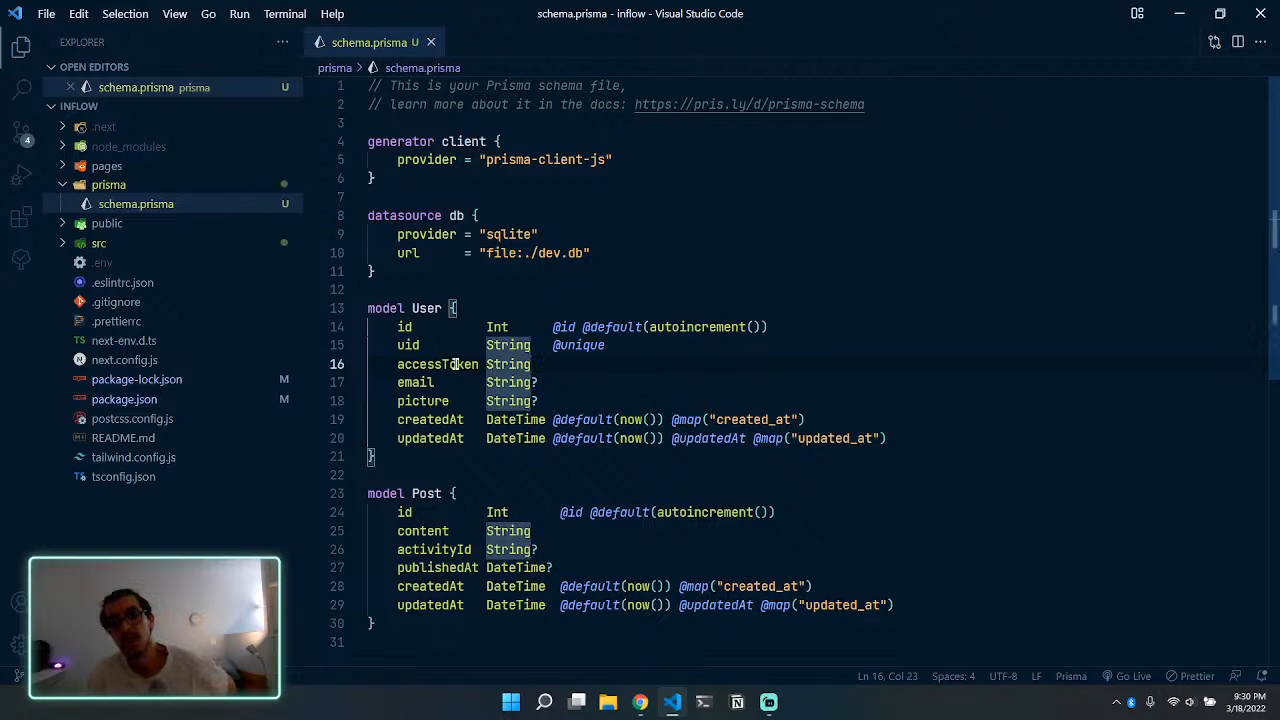 File Edit Selection View Go Run Terminal Help schema.prisma - inflow - Visual Studio Code
EXPLORER
schema.prisma U
OPEN EDITORS
prisma schema.prisma
schema.prisma prisma U
INFLOW
.next
node_modules
pages
prisma
schema.prisma U
public
src
.env
.eslintrc.json
.gitignore
.prettierrc
next-env.d.ts
next.config.js
package-lock.json M
package.json M
postcss.config.js
README.md
tailwind.config.js
tsconfig.json
4
1 // This is your Prisma schema file,
2 // learn more about it in the docs: https://pris.ly/d/prisma-schema
3
4 generator client {
5 provider = "prisma-client-js"
6 }
7
8 datasource db {
9 provider = "sqlite"
10 url = "file:./dev.db"
11 }
12
13 model User {
14 id Int @id @default(autoincrement())
15 uid String @unique
16 accessToken String
17 email String?
18 picture String?
19 createdAt DateTime @default(now()) @map("created_at")
20 updatedAt DateTime @default(now()) @updatedAt @map("updated_at")
21 }
22
23 model Post {
24 id Int @id @default(autoincrement())
25 content String
26 activityId String?
27 publishedAt DateTime?
28 createdAt DateTime @default(now()) @map("created_at")
29 updatedAt DateTime @default(now()) @updatedAt @map("updated_at")
30 }
31
Ln 16, Col 23 Spaces: 4 UTF-8 LF Prisma Go Live Prettier
9:30 PM
3/18/2022